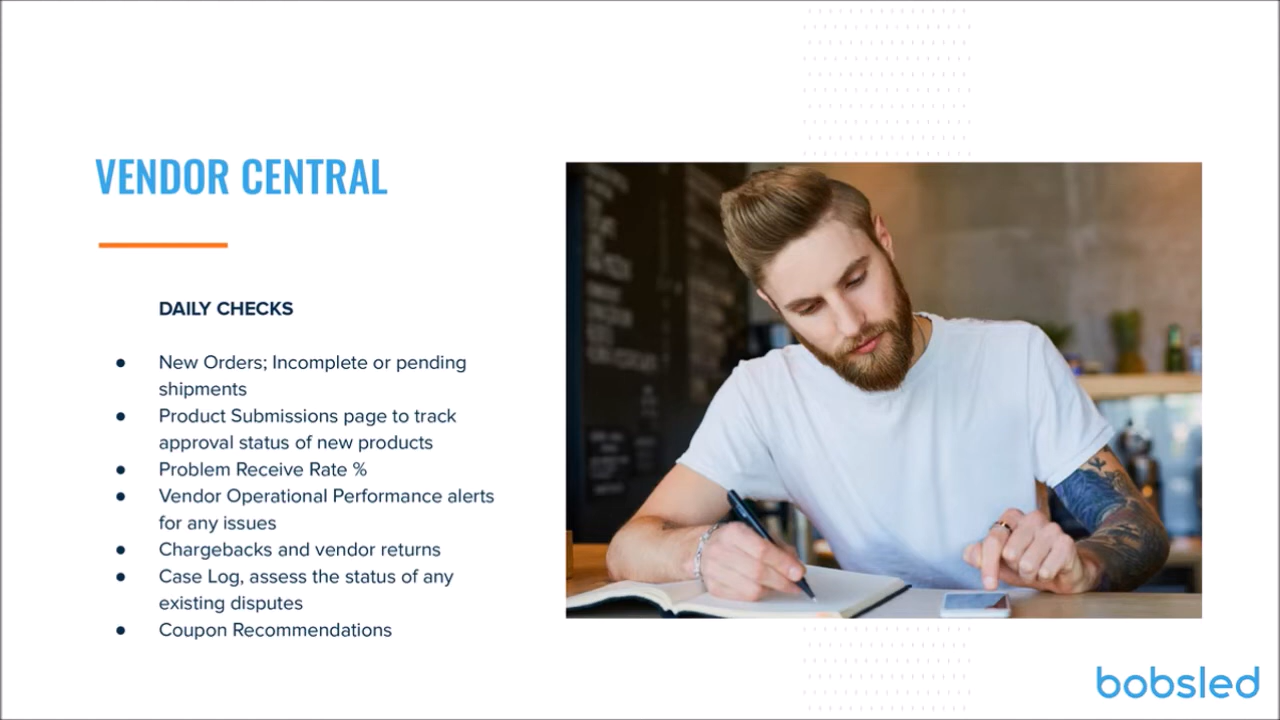 VENDOR CENTRAL
DAILY CHECKS
● New Orders; Incomplete or pending
shipments
● Product Submissions page to track
approval status of new products
● Problem Receive Rate %
● Vendor Operational Performance alerts
for any issues
● Chargebacks and vendor returns
● Case Log, assess the status of any
existing disputes
● Coupon Recommendations
bobsled